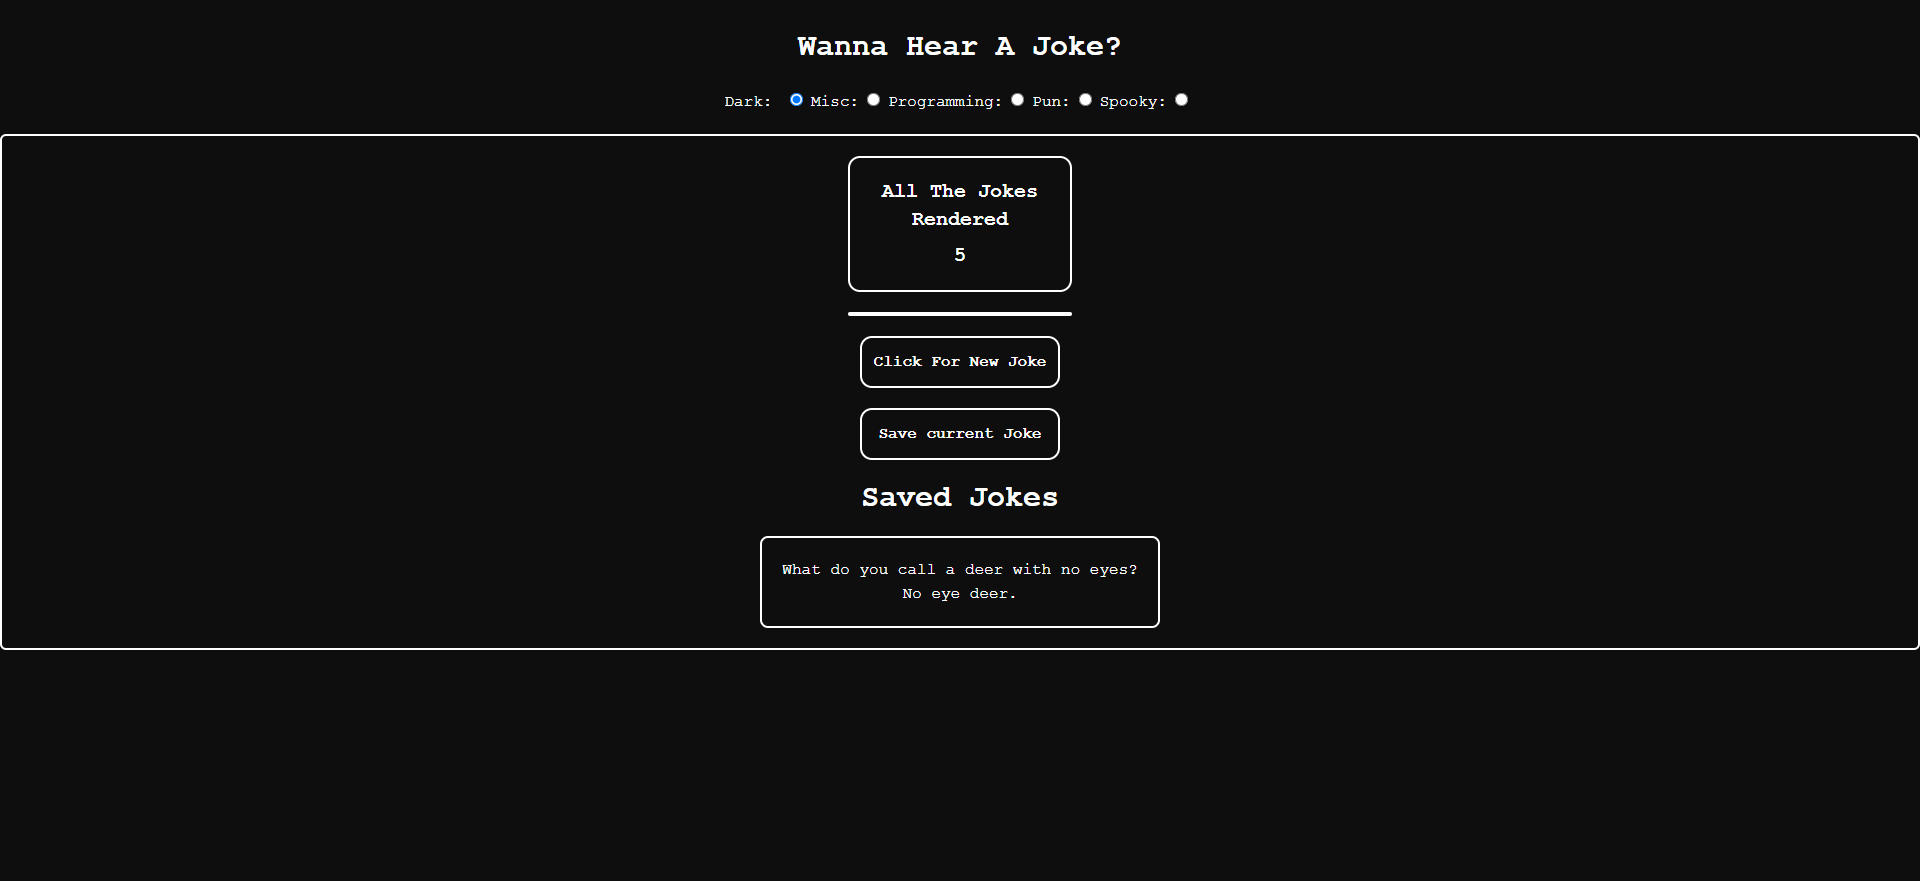 Wanna Hear A Joke?
Dark: Misc: Programming: Pun: Spooky:
All The Jokes
Rendered
5
Click For New Joke
Save current Joke
Saved Jokes
What do you call a deer with no eyes?
No eye deer.